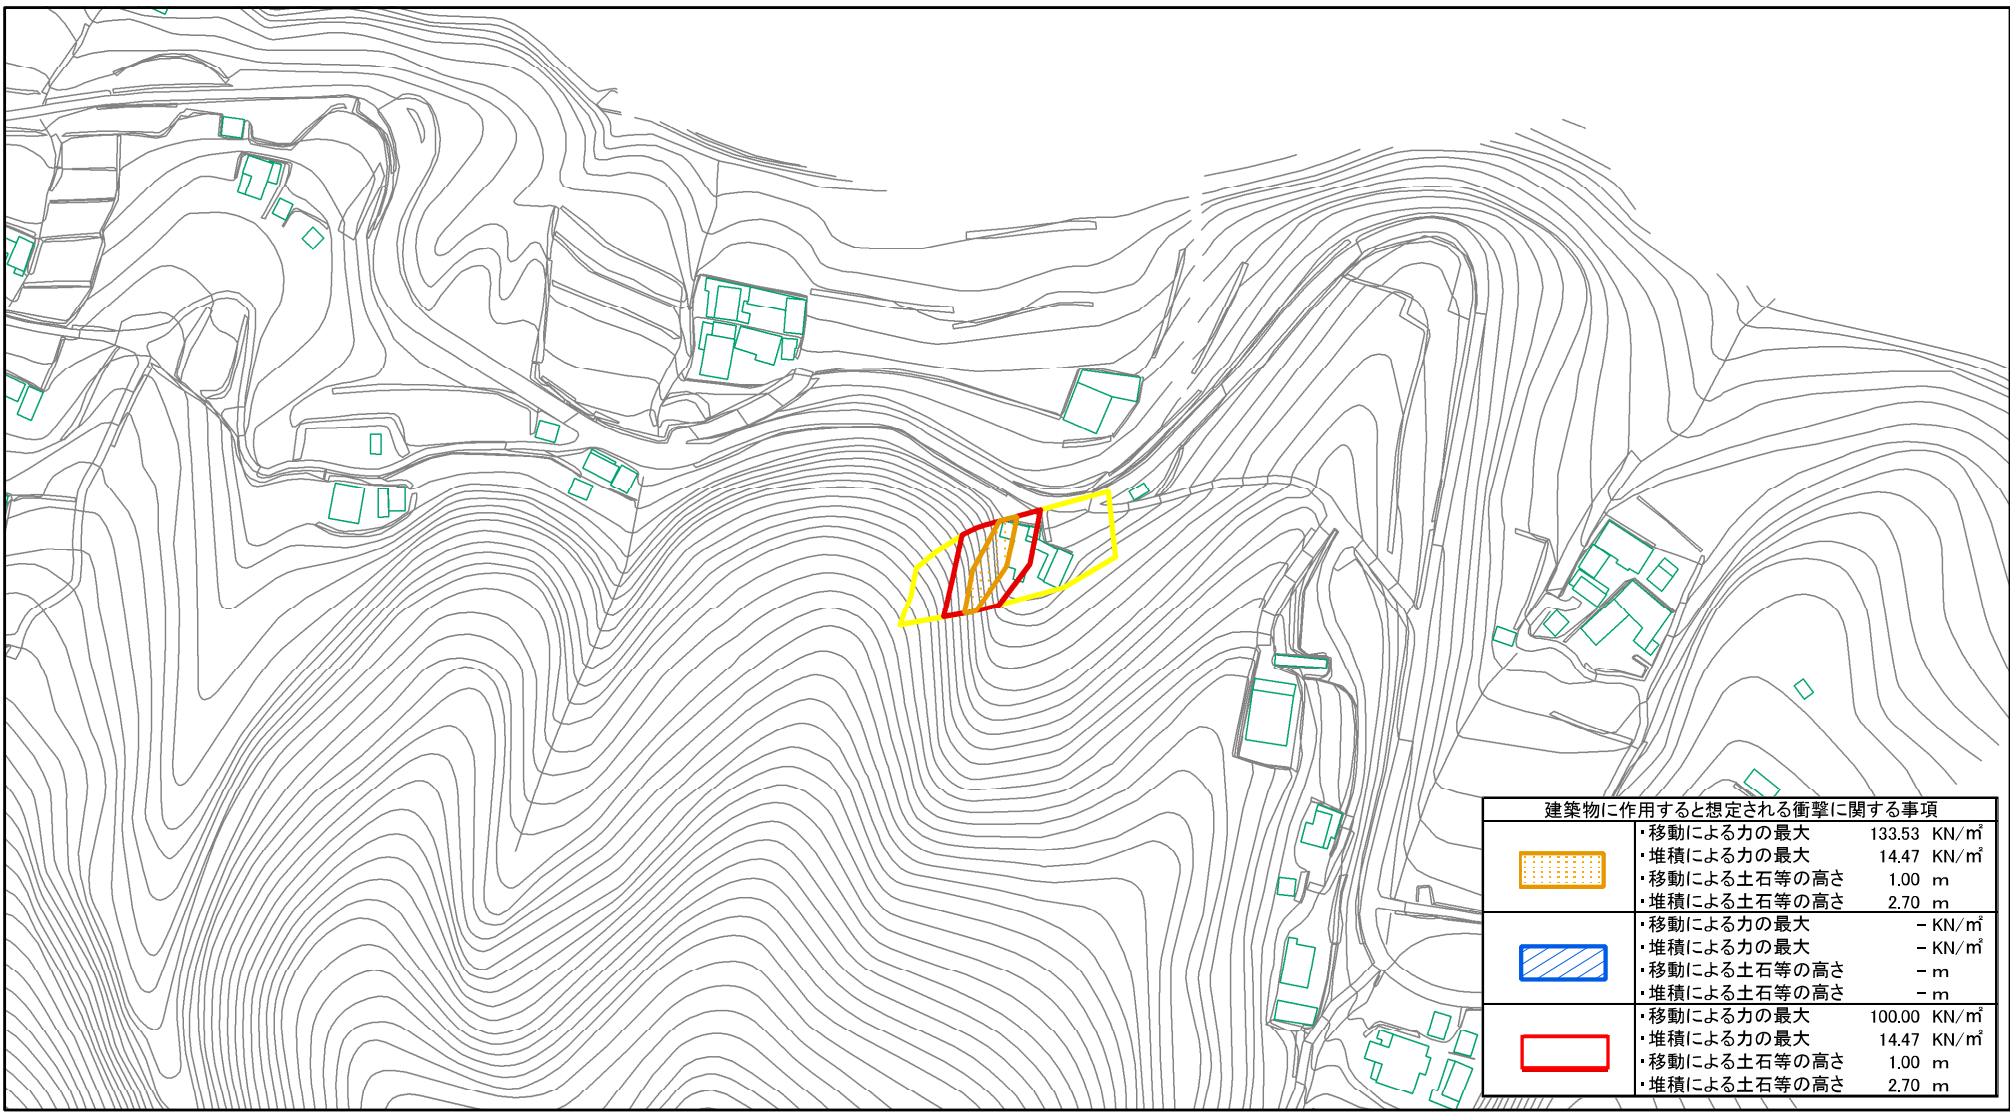 建築物に作用すると想定される衝撃に関する事項
・移動による力の最大 133.53 KN/㎡
・堆積による力の最大 14.47 KN/㎡
・移動による土石等の高さ 1.00 m
・堆積による土石等の高さ 2.70 m
・移動による力の最大 - KN/㎡
・堆積による力の最大 - KN/㎡
・移動による土石等の高さ - m
・堆積による土石等の高さ - m
・移動による力の最大 100.00 KN/㎡
・堆積による力の最大 14.47 KN/㎡
・移動による土石等の高さ 1.00 m
・堆積による土石等の高さ 2.70 m